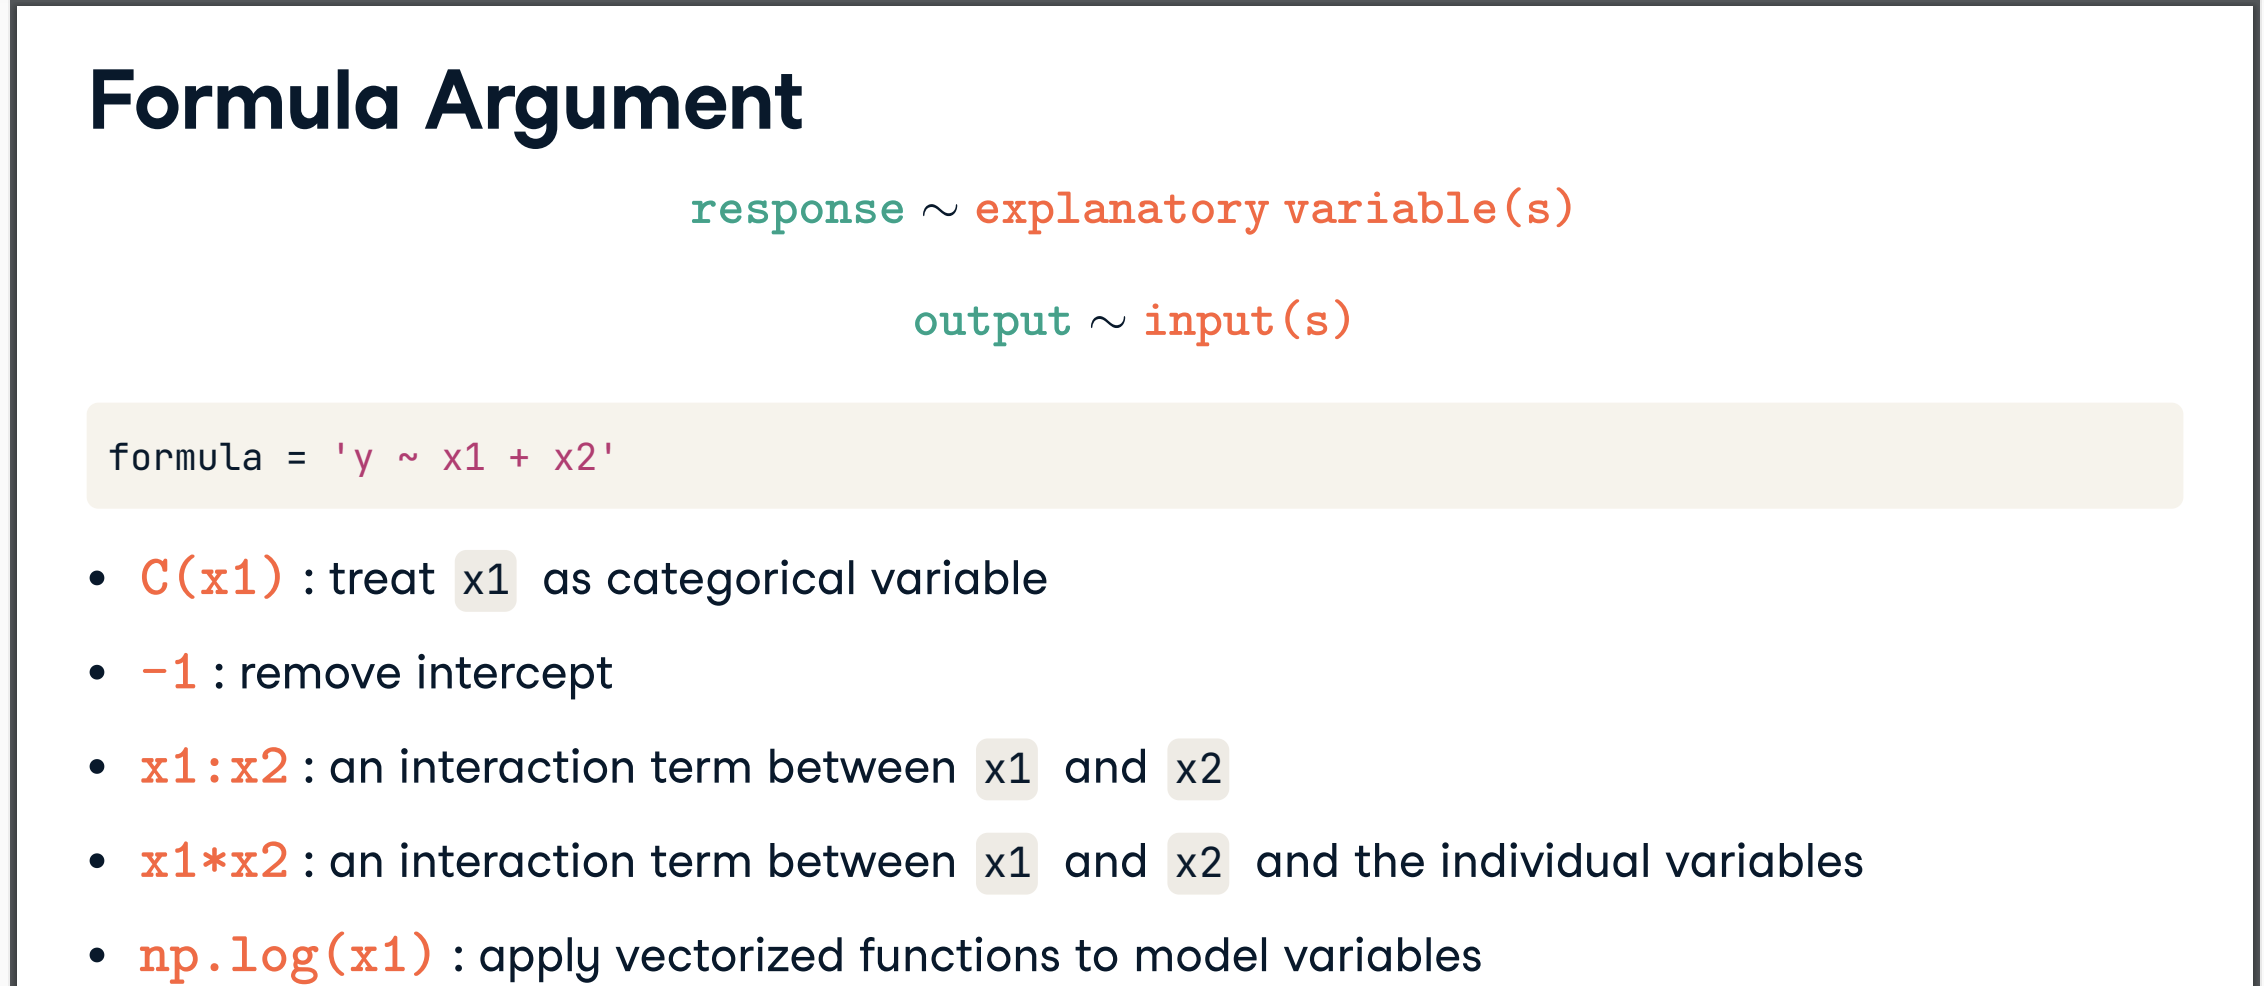 Formula Argument
response ~ explanatory variable(s)
output ~ input(s)
formula = 'y ~ x1 + x2'
• C(x1) : treat x1 as categorical variable
• -1 : remove intercept
• x1:x2 : an interaction term between x1 and x2
• x1*x2 : an interaction term between x1 and x2 and the individual variables
• np.log(x1) : apply vectorized functions to model variables